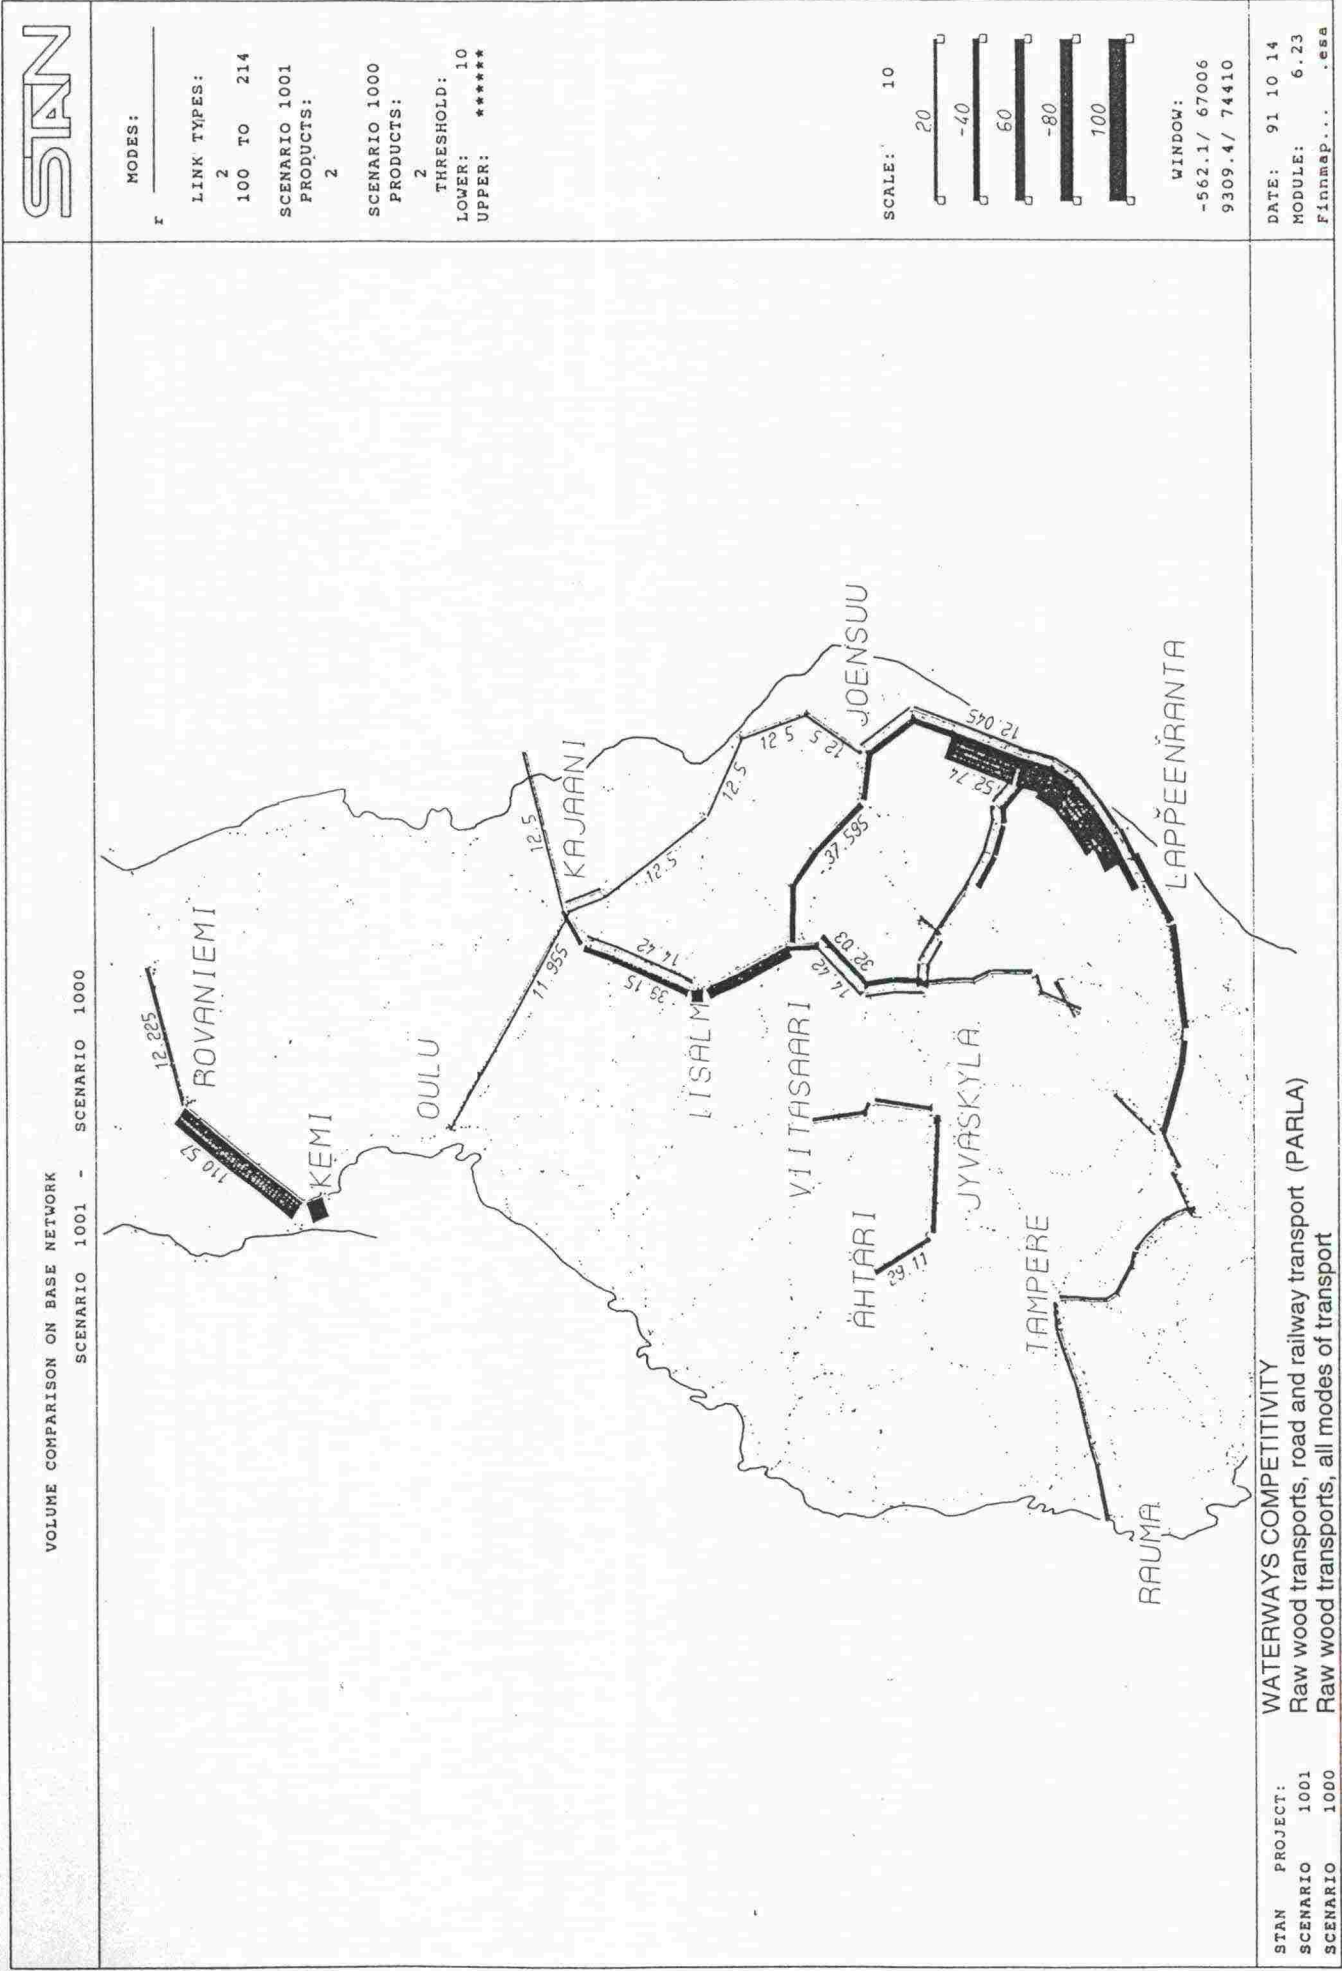 VOLUME COMPARISON ON BASE NETWORK
SCENARIO 1001 - SCENARIO 1000
STAN
MODES:
r
LINK TYPES:
2
100 TO 214
SCENARIO 1001
PRODUCTS:
2
SCENARIO 1000
PRODUCTS:
2
THRESHOLD:
LOWER: 10
UPPER: ******
SCALE: 10
20
-40
60
-80
100
WINDOW:
-562.1/ 67006
9309.4/ 74410
DATE: 91 10 14
MODULE: 6.23
Finnmap... .esa
12.225
ROVANIEMI
110.57
KEMI
OULU
11.955
12.5
KAJAANI
12.5
12.5
12.5
12.5
14.42
39.15
IISALMI
JOENSUU
37.595
12.045
52.74
32.03
14.42
VIITASAARI
JYVÄSKYLÄ
ÄHTÄRI
29.11
TAMPERE
LAPPEENRANTA
RAUMA
STAN PROJECT: WATERWAYS COMPETITIVITY
SCENARIO 1001 Raw wood transports, road and railway transport (PARLA)
SCENARIO 1000 Raw wood transports, all modes of transport